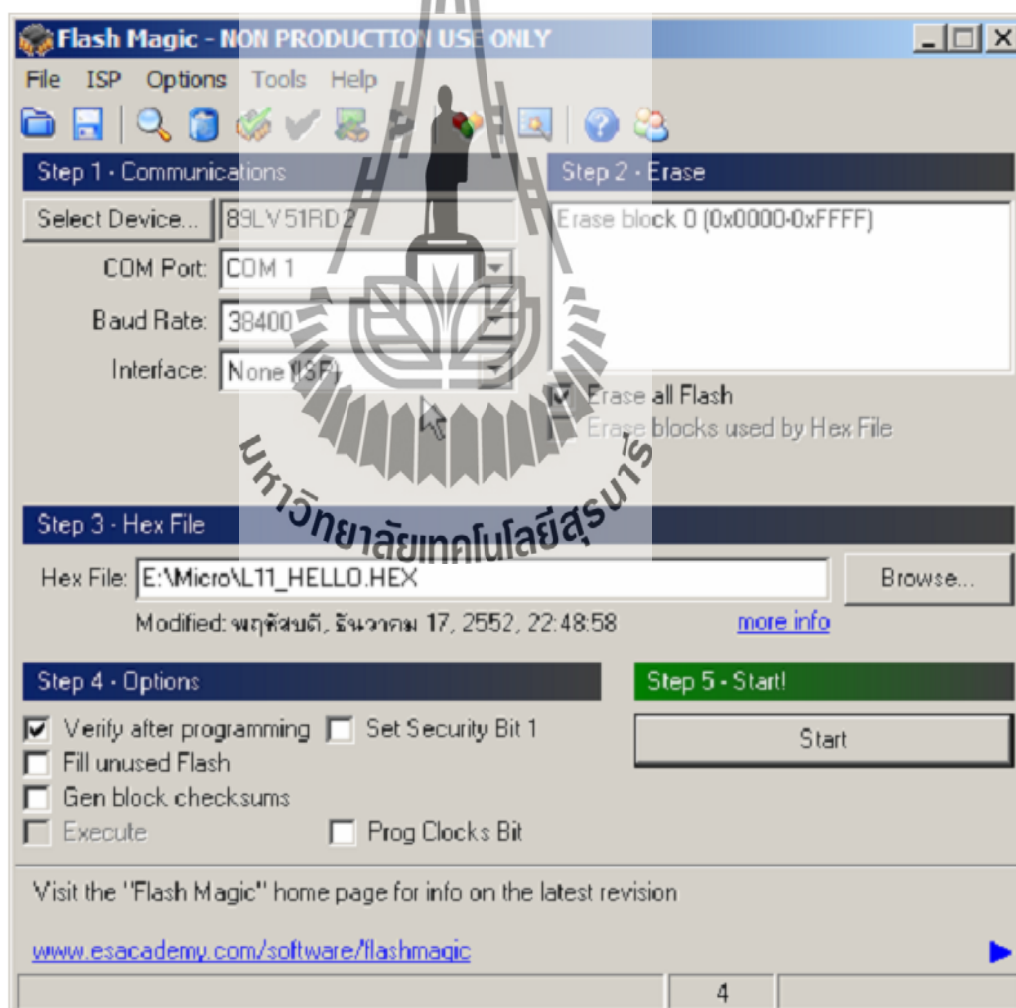 Flash Magic - NON PRODUCTION USE ONLY
File ISP Options Tools Help
Step 1 - Communications
Select Device... 89LV51RD2
COM Port: COM 1
Baud Rate: 38400
Interface: None (ISP)
Step 2 - Erase
Erase block 0 (0x0000-0xFFFF)
Erase all Flash
Erase blocks used by Hex File
มหาวิทยาลัยเทคโนโลยีสุรนารี
Step 3 - Hex File
Hex File: E:\Micro\L11_HELLO.HEX Browse...
Modified: พฤหัสบดี, ธันวาคม 17, 2552, 22:48:58 more info
Step 4 - Options
Verify after programming Set Security Bit 1
Fill unused Flash
Gen block checksums
Execute Prog Clocks Bit
Step 5 - Start!
Start
Visit the "Flash Magic" home page for info on the latest revision
www.esacademy.com/software/flashmagic
4